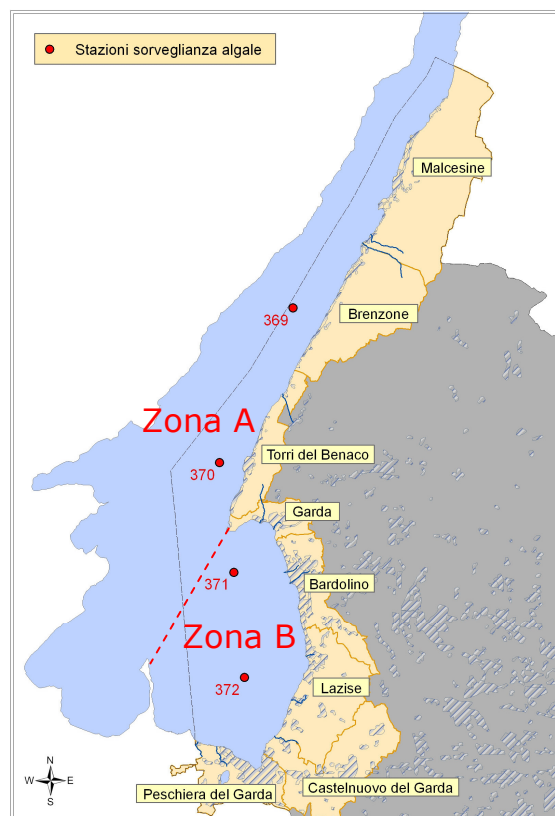 Stazioni sorveglianza algale
Malcesine
369
Brenzone
Zona A
Torri del Benaco
370
Garda
371
Bardolino
Zona B
372
Lazise
N
W E
S
Peschiera del Garda
Castelnuovo del Garda